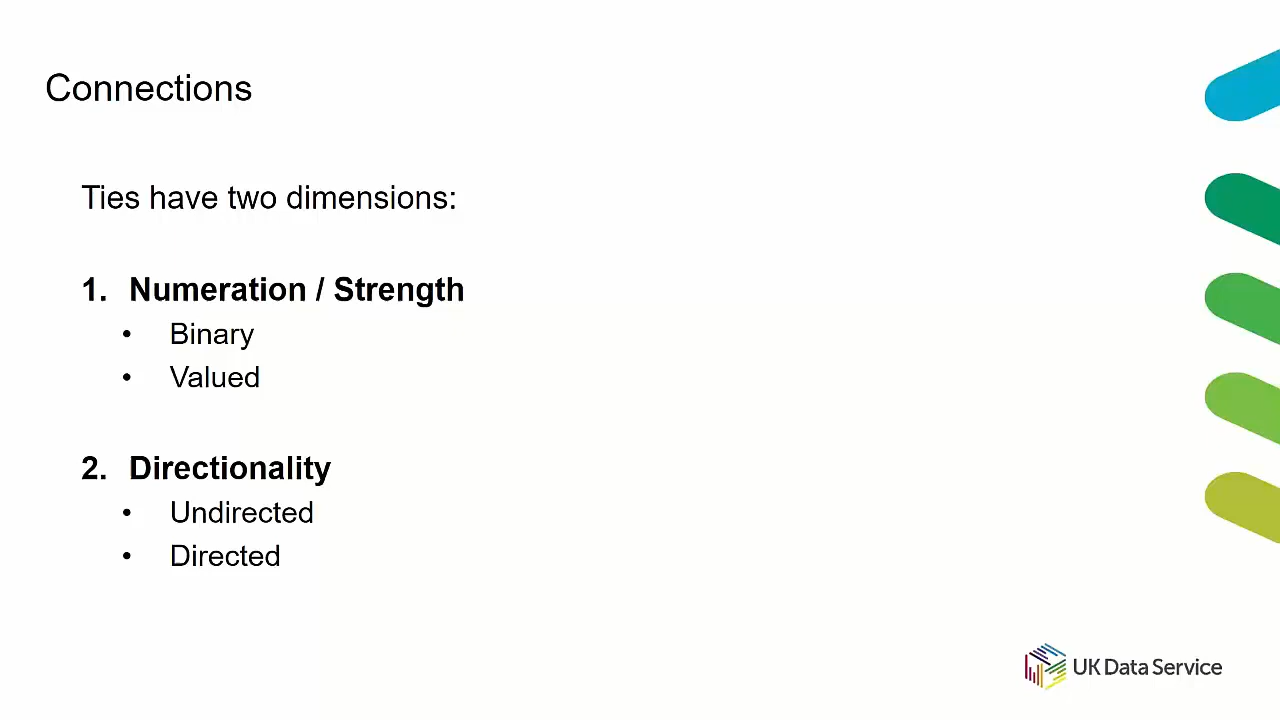 Connections
Ties have two dimensions:
1. Numeration / Strength
• Binary
• Valued
2. Directionality
• Undirected
• Directed
UK Data Service